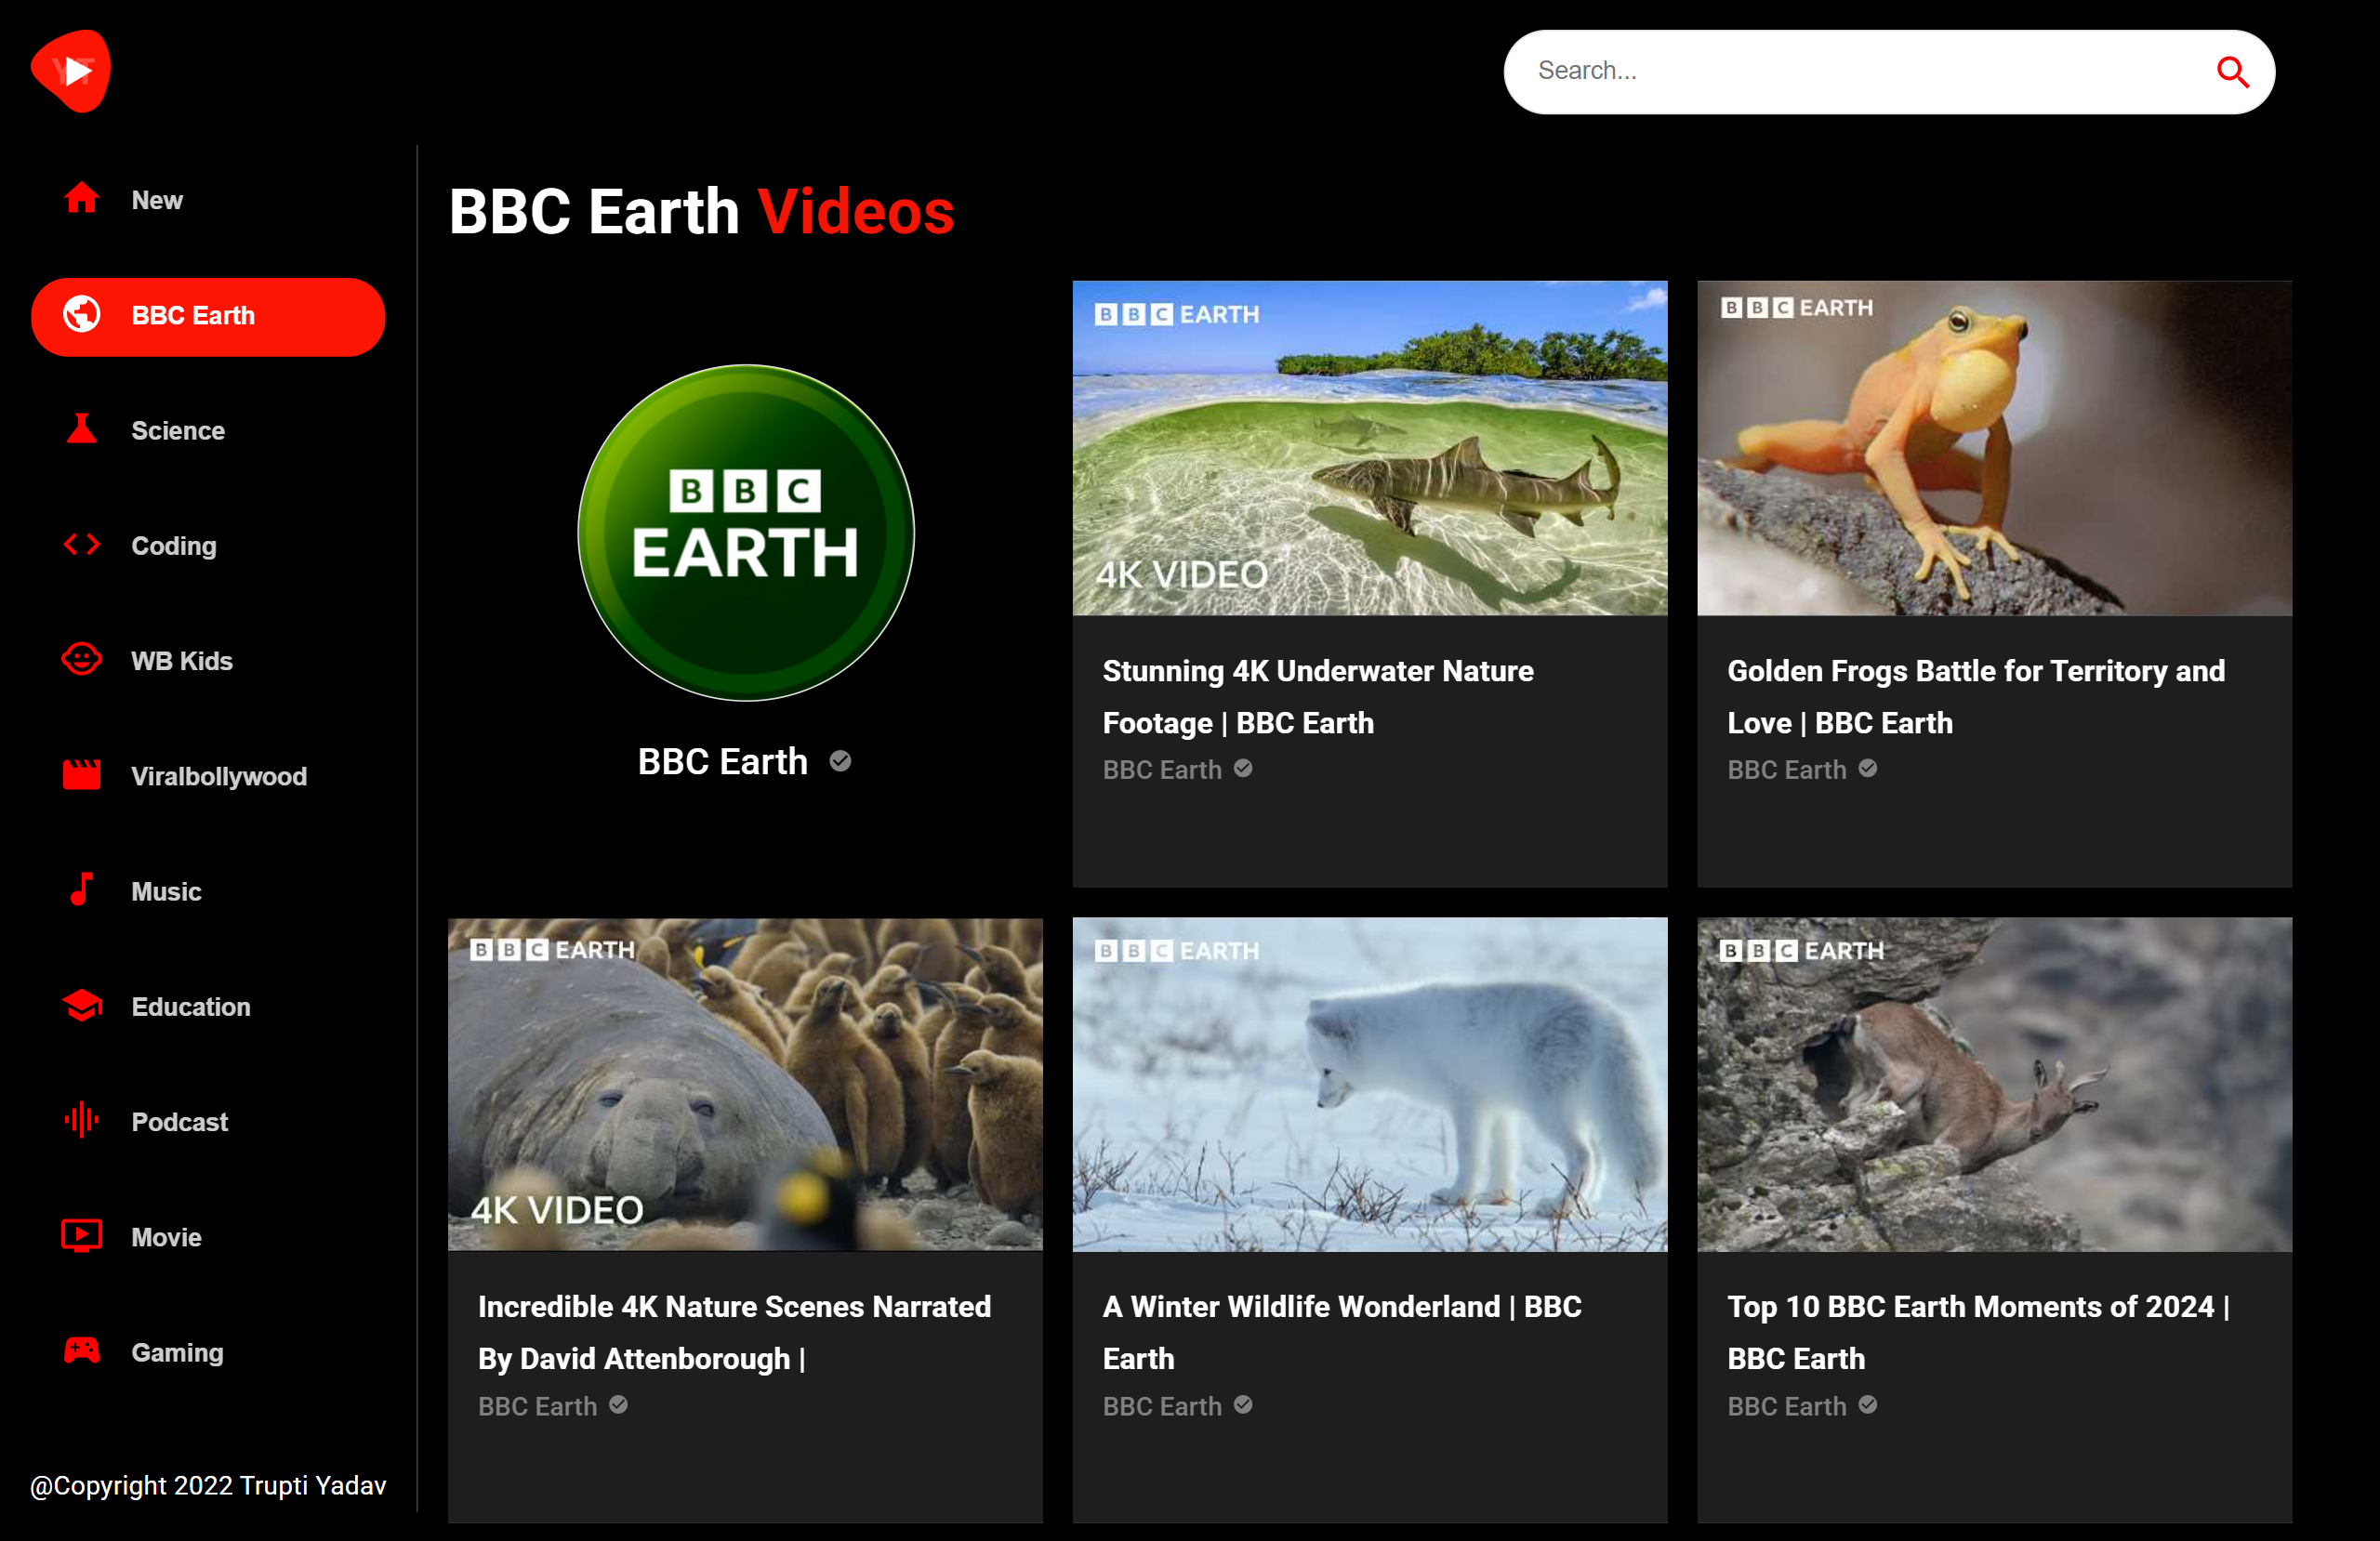 YT
Search...
New
BBC Earth
Science
Coding
WB Kids
Viralbollywood
Music
Education
Podcast
Movie
Gaming
@Copyright 2022 Trupti Yadav
BBC Earth Videos
BBC
EARTH
BBC Earth
BBC EARTH
4K VIDEO
Stunning 4K Underwater Nature
Footage | BBC Earth
BBC Earth
BBC EARTH
Golden Frogs Battle for Territory and
Love | BBC Earth
BBC Earth
BBC EARTH
4K VIDEO
Incredible 4K Nature Scenes Narrated
By David Attenborough |
BBC Earth
BBC EARTH
A Winter Wildlife Wonderland | BBC
Earth
BBC Earth
BBC EARTH
Top 10 BBC Earth Moments of 2024 |
BBC Earth
BBC Earth